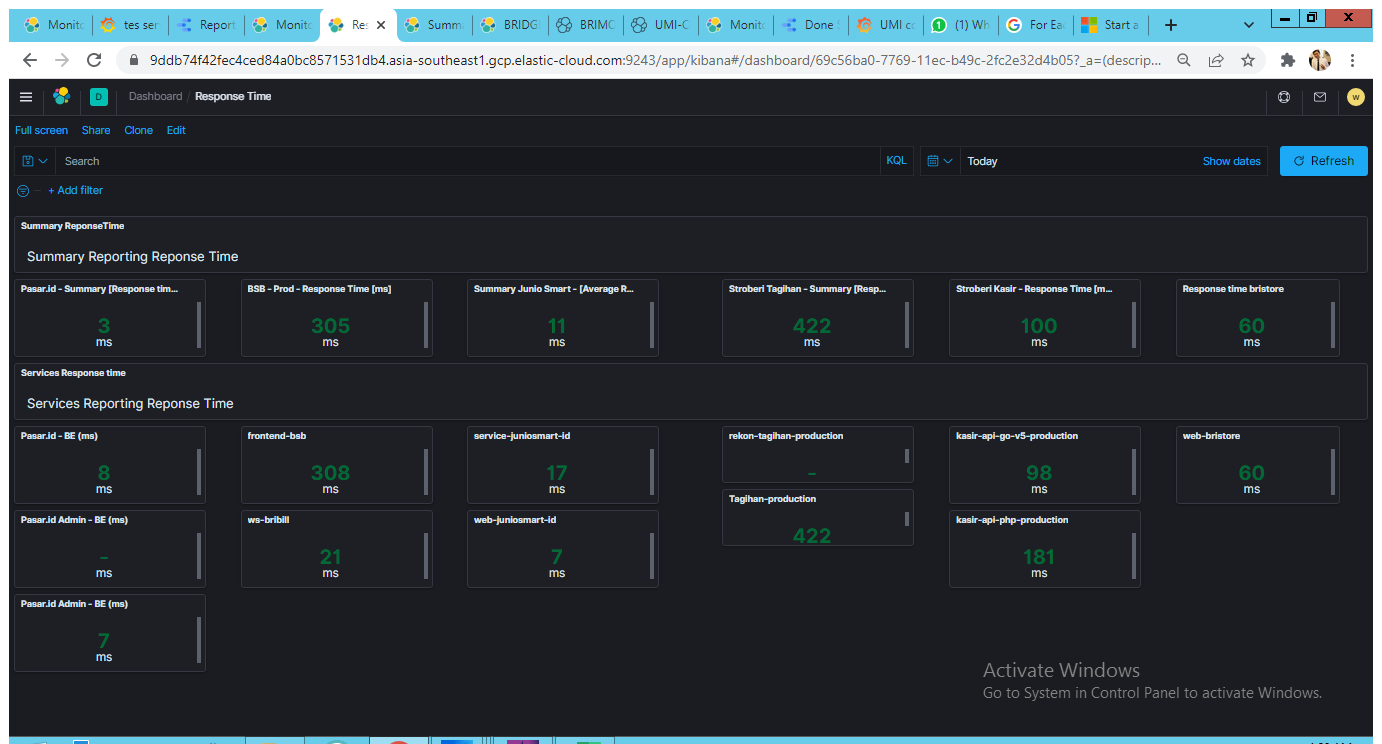 Monito
tes ser
Report
Monito
Res
Summ
BRIDG
BRIMO
UMI-C
Monito
Done S
UMI co
(1) Wh
For Ea
Start a
9ddb74f42fec4ced84a0bc8571531db4.asia-southeast1.gcp.elastic-cloud.com:9243/app/kibana#/dashboard/69c56ba0-7769-11ec-b49c-2fc2e32d4b05?_a=(descrip...
D Dashboard / Response Time W
Full screen Share Clone Edit
Search KQL Today Show dates Refresh
+ Add filter
Summary ReponseTime
Summary Reporting Reponse Time
Pasar.id - Summary [Response tim...
3
ms
BSB - Prod - Response Time [ms]
305
ms
Summary Junio Smart - [Average R...
11
ms
Stroberi Tagihan - Summary [Resp...
422
ms
Stroberi Kasir - Response Time [m...
100
ms
Response time bristore
60
ms
Services Response time
Services Reporting Reponse Time
Pasar.id - BE (ms)
8
ms
frontend-bsb
308
ms
service-juniosmart-id
17
ms
rekon-tagihan-production
-
kasir-api-go-v5-production
98
ms
web-bristore
60
ms
Tagihan-production
422
Pasar.id Admin - BE (ms)
-
ms
ws-bribill
21
ms
web-juniosmart-id
7
ms
kasir-api-php-production
181
ms
Pasar.id Admin - BE (ms)
7
ms
Activate Windows
Go to System in Control Panel to activate Windows.